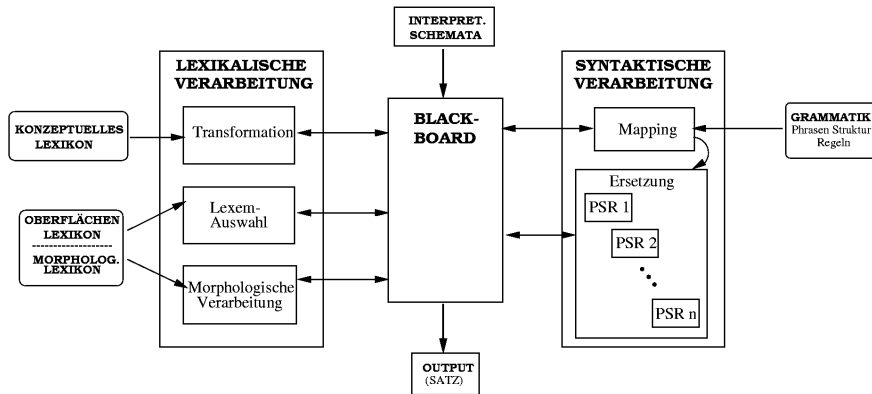 INTERPRET.
SCHEMATA
LEXIKALISCHE
VERARBEITUNG
SYNTAKTISCHE
VERARBEITUNG
KONZEPTUELLES
LEXIKON
Transformation
BLACK-
BOARD
Mapping
GRAMMATIK
Phrasen Struktur
Regeln
OBERFLÄCHEN
LEXIKON
MORPHOLOG.
LEXIKON
Lexem-
Auswahl
Morphologische
Verarbeitung
Ersetzung
PSR 1
PSR 2
PSR n
OUTPUT
(SATZ)